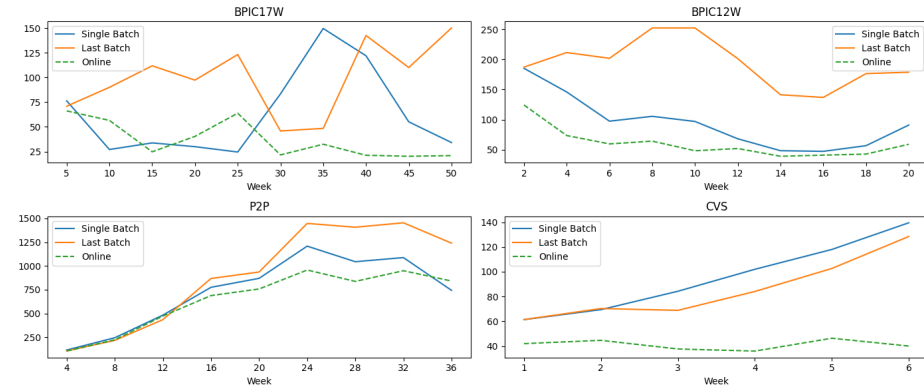 BPIC17W
150
125
100
75
50
25
Single Batch
Last Batch
Online
5 10 15 20 25 30 35 40 45 50
Week
BPIC12W
250
200
150
100
50
Single Batch
Last Batch
Online
2 4 6 8 10 12 14 16 18 20
Week
P2P
1500
1250
1000
750
500
250
Single Batch
Last Batch
Online
4 8 12 16 20 24 28 32 36
Week
CVS
140
120
100
80
60
40
Single Batch
Last Batch
Online
1 2 3 4 5 6
Week